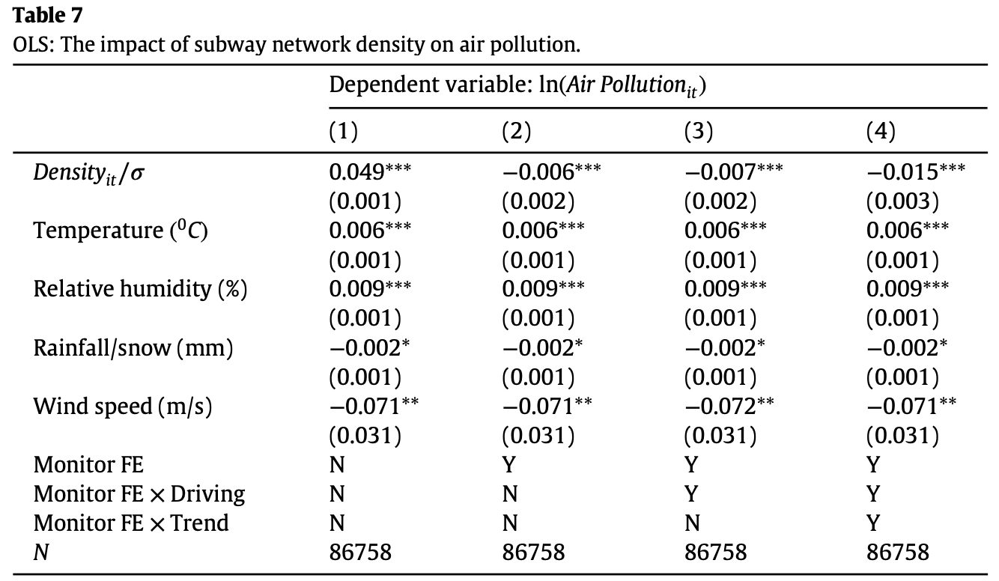 Table 7
OLS: The impact of subway network density on air pollution.
Dependent variable: ln(Air Pollution_it)
(1) (2) (3) (4)
Density_it/σ 0.049*** −0.006*** −0.007*** −0.015***
(0.001) (0.002) (0.002) (0.003)
Temperature (⁰C) 0.006*** 0.006*** 0.006*** 0.006***
(0.001) (0.001) (0.001) (0.001)
Relative humidity (%) 0.009*** 0.009*** 0.009*** 0.009***
(0.001) (0.001) (0.001) (0.001)
Rainfall/snow (mm) −0.002* −0.002* −0.002* −0.002*
(0.001) (0.001) (0.001) (0.001)
Wind speed (m/s) −0.071** −0.071** −0.072** −0.071**
(0.031) (0.031) (0.031) (0.031)
Monitor FE N Y Y Y
Monitor FE × Driving N N Y Y
Monitor FE × Trend N N N Y
N 86758 86758 86758 86758